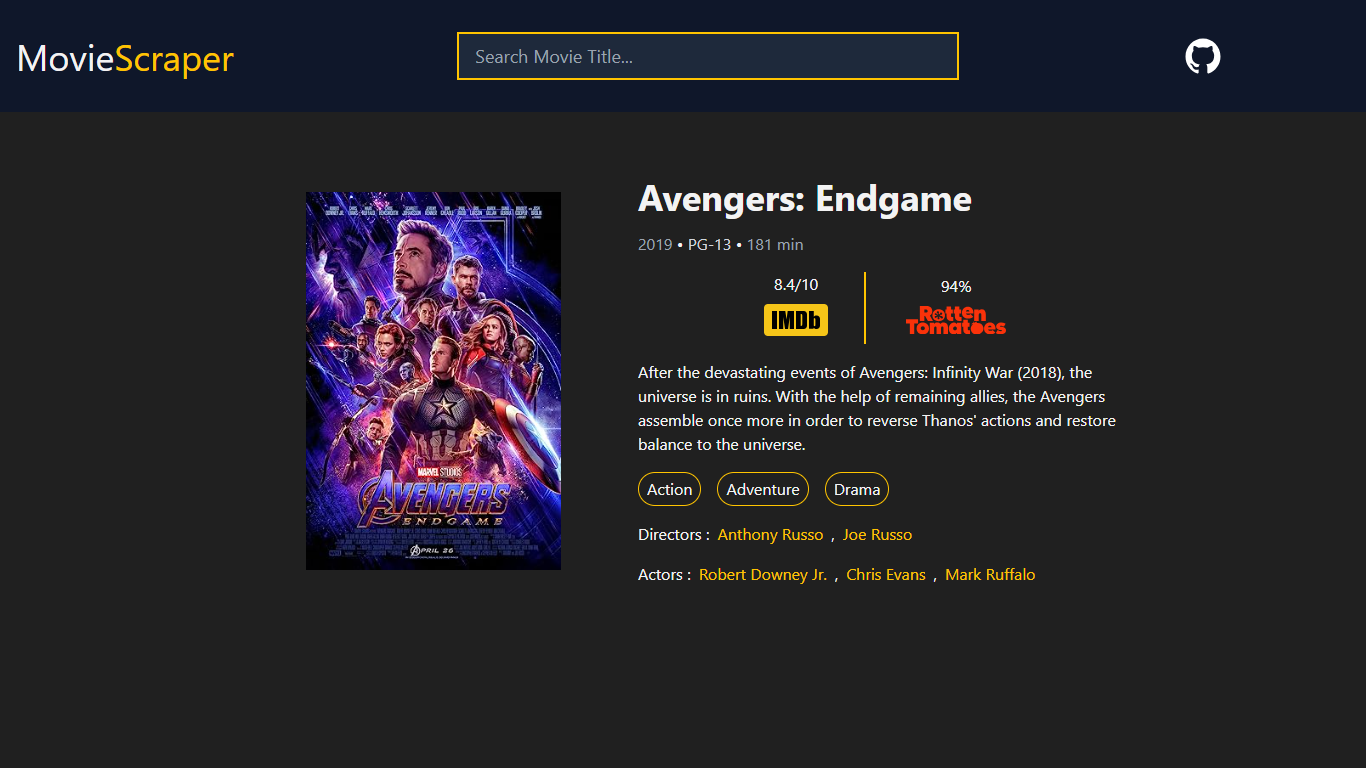 MovieScraper
Search Movie Title...
Avengers: Endgame
2019 • PG-13 • 181 min
8.4/10
94%
IMDb
Rotten
Tomatoes
After the devastating events of Avengers: Infinity War (2018), the
universe is in ruins. With the help of remaining allies, the Avengers
assemble once more in order to reverse Thanos' actions and restore
balance to the universe.
Action Adventure Drama
Directors : Anthony Russo , Joe Russo
Actors : Robert Downey Jr. , Chris Evans , Mark Ruffalo
MARVEL STUDIOS
AVENGERS
ENDGAME
APRIL 26